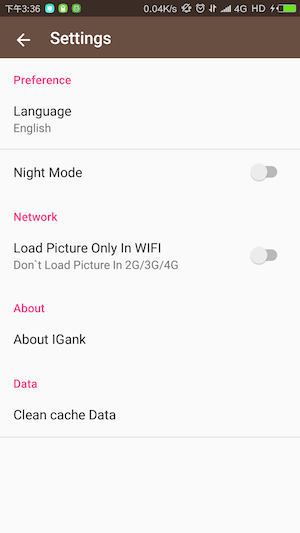 下午3:36 0.04K/s 4G HD
Settings
Preference
Language
English
Night Mode
Network
Load Picture Only In WIFI
Don`t Load Picture In 2G/3G/4G
About
About IGank
Data
Clean cache Data